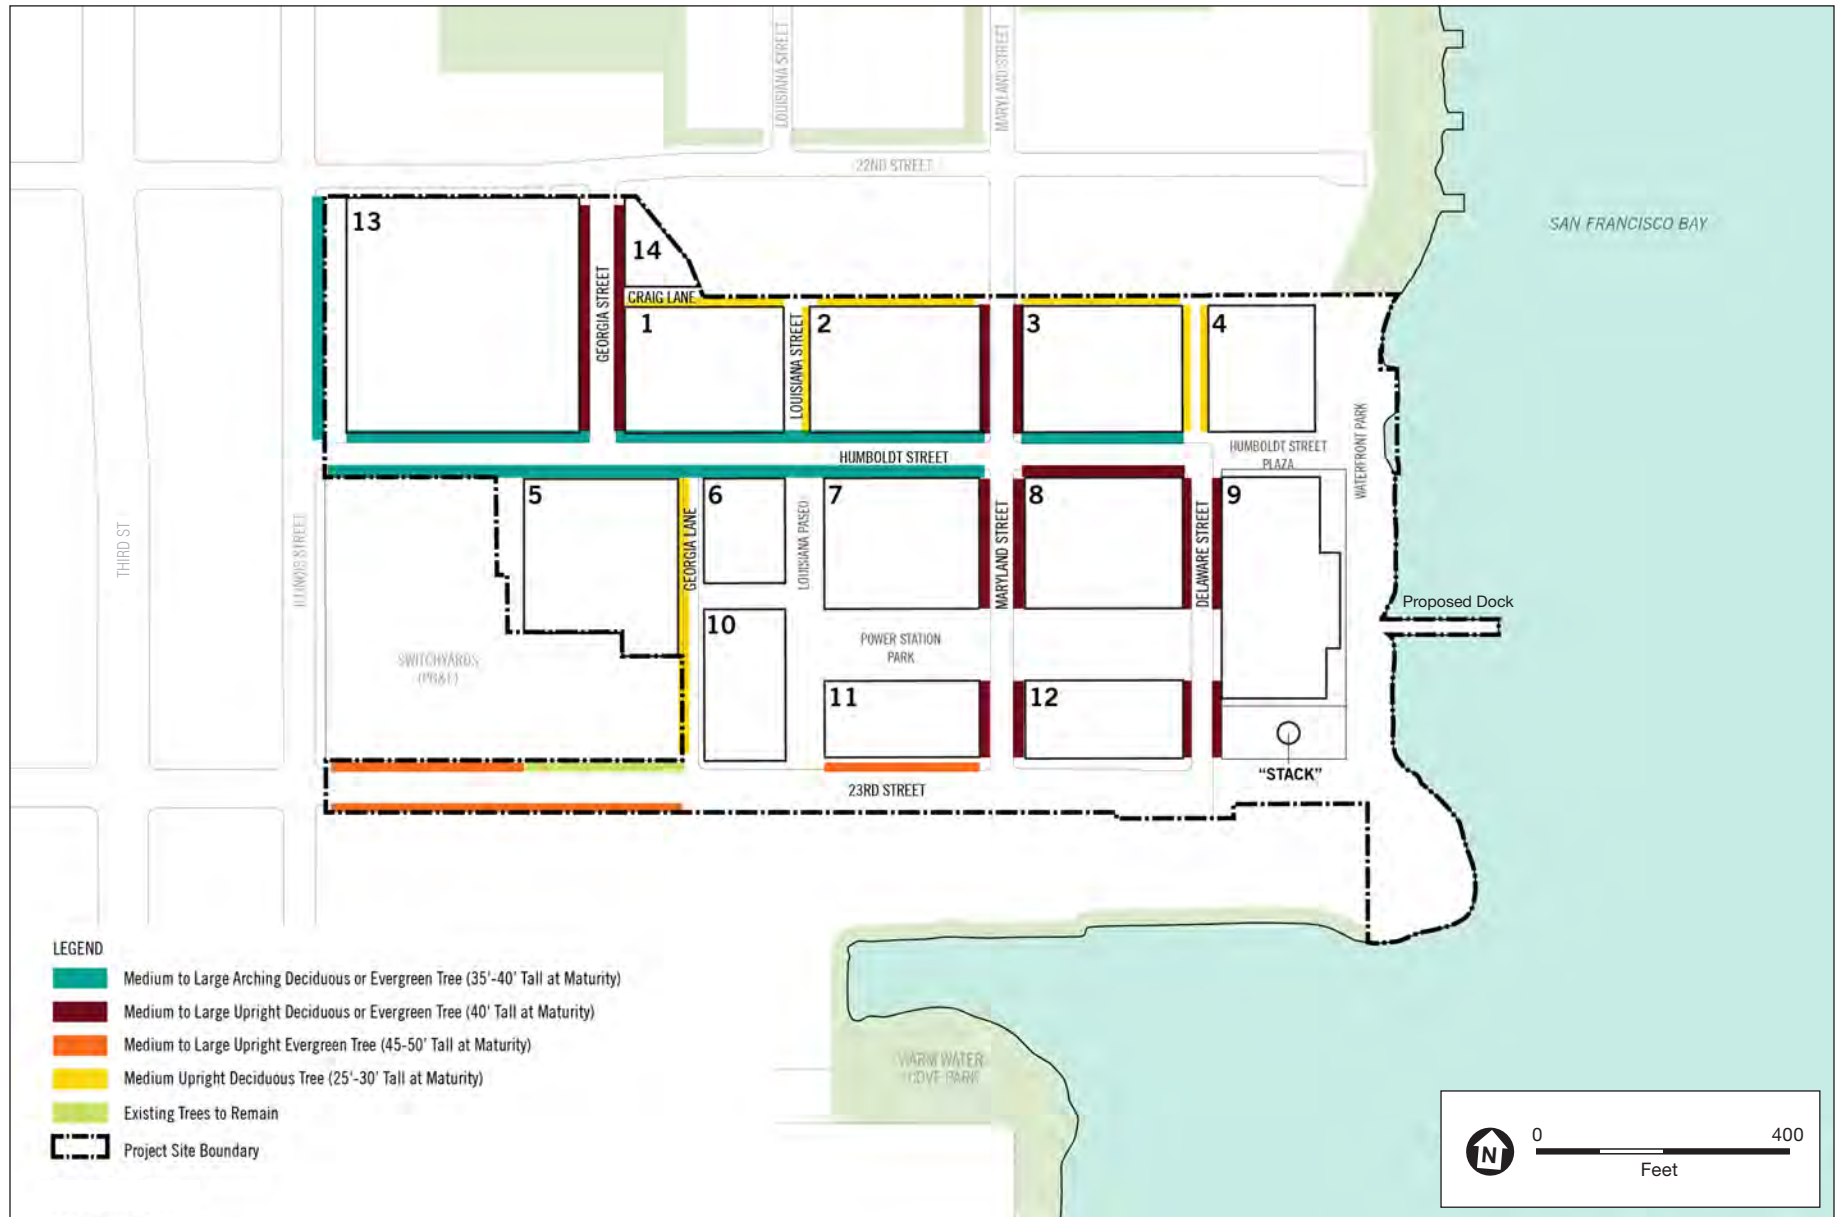 LOUISIANA STREET
MARYLAND STREET
22ND STREET
SAN FRANCISCO BAY
13
14
GEORGIA STREET
CRAIG LANE
1
LOUISIANA STREET
2
3
4
WATERFRONT PARK
HUMBOLDT STREET
PLAZA
HUMBOLDT STREET
THIRD ST
ILLINOIS STREET
5
GEORGIA LANE
6
LOUISIANA PASEO
7
MARYLAND STREET
8
DELAWARE STREET
9
Proposed Dock
10
POWER STATION
PARK
SWITCHYARDS
(PG&E)
11
12
"STACK"
23RD STREET
LEGEND
Medium to Large Arching Deciduous or Evergreen Tree (35'-40' Tall at Maturity)
Medium to Large Upright Deciduous or Evergreen Tree (40' Tall at Maturity)
Medium to Large Upright Evergreen Tree (45-50' Tall at Maturity)
Medium Upright Deciduous Tree (25'-30' Tall at Maturity)
Existing Trees to Remain
Project Site Boundary
WARM WATER
COVE PARK
N
0 400
Feet